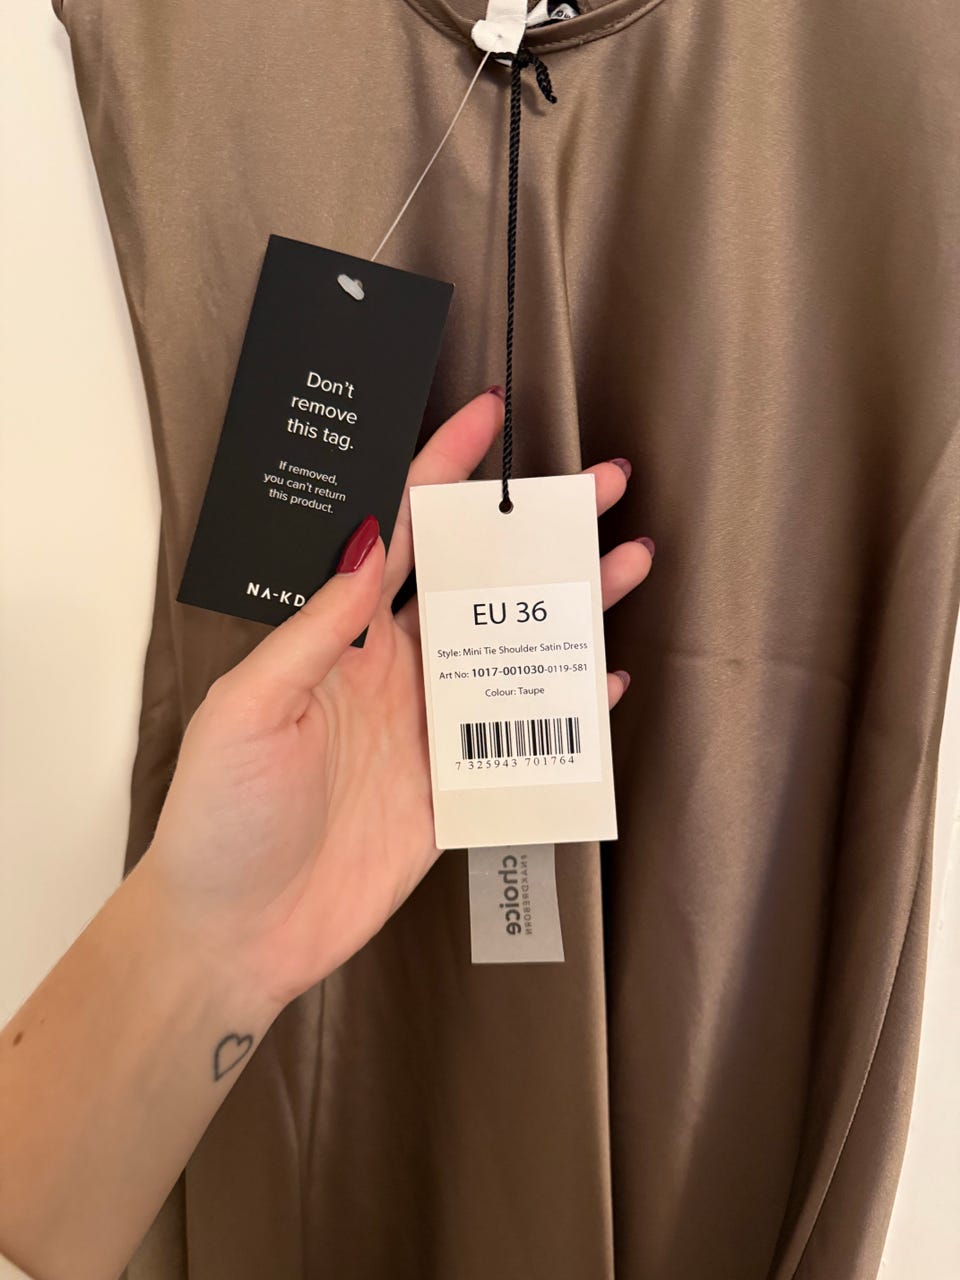 Don't
remove
this tag.
If removed,
you can't return
this product.
NA-KD
EU 36
Style: Mini Tie Shoulder Satin Dress
Art No: 1017-001030-0119-581
Colour: Taupe
7 325943 701764
choice
#NAKDREBORN